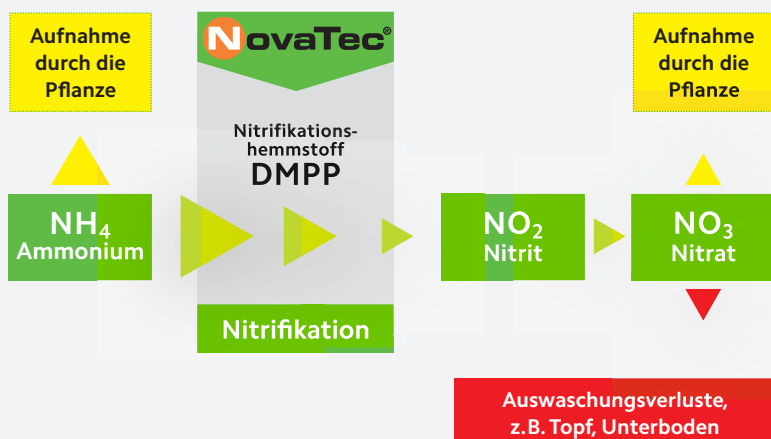 Aufnahme
durch die
Pflanze
NovaTec®
Aufnahme
durch die
Pflanze
Nitrifikations-
hemmstoff
DMPP
NH4
Ammonium
NO2
Nitrit
NO3
Nitrat
Nitrifikation
Auswaschungsverluste,
z.B. Topf, Unterboden